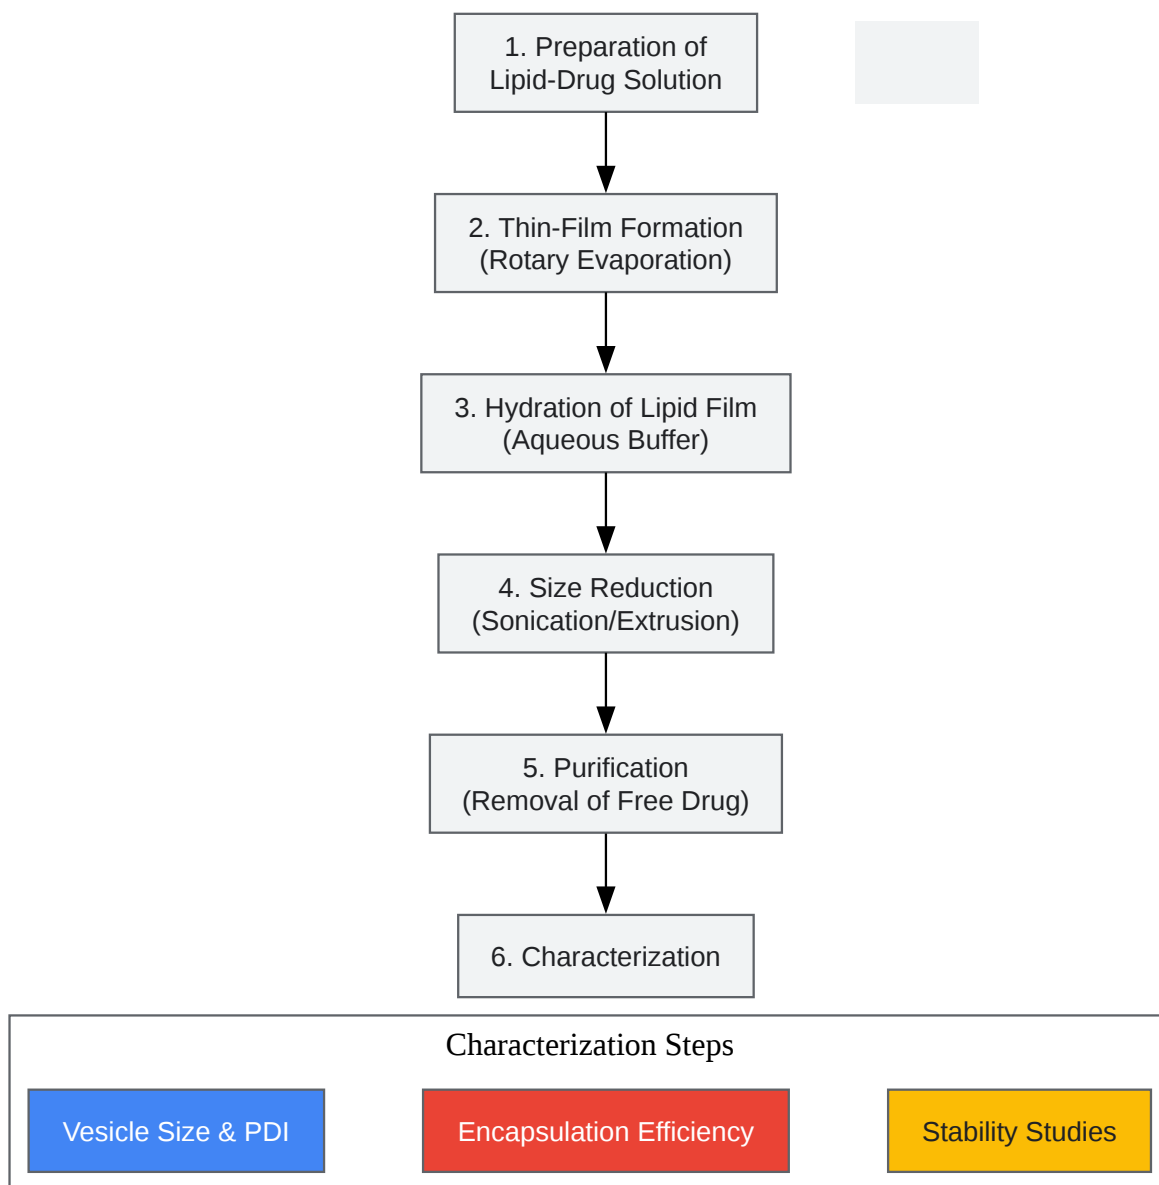 1. Preparation of
Lipid-Drug Solution
2. Thin-Film Formation
(Rotary Evaporation)
3. Hydration of Lipid Film
(Aqueous Buffer)
4. Size Reduction
(Sonication/Extrusion)
5. Purification
(Removal of Free Drug)
6. Characterization
Characterization Steps
Vesicle Size & PDI
Encapsulation Efficiency
Stability Studies